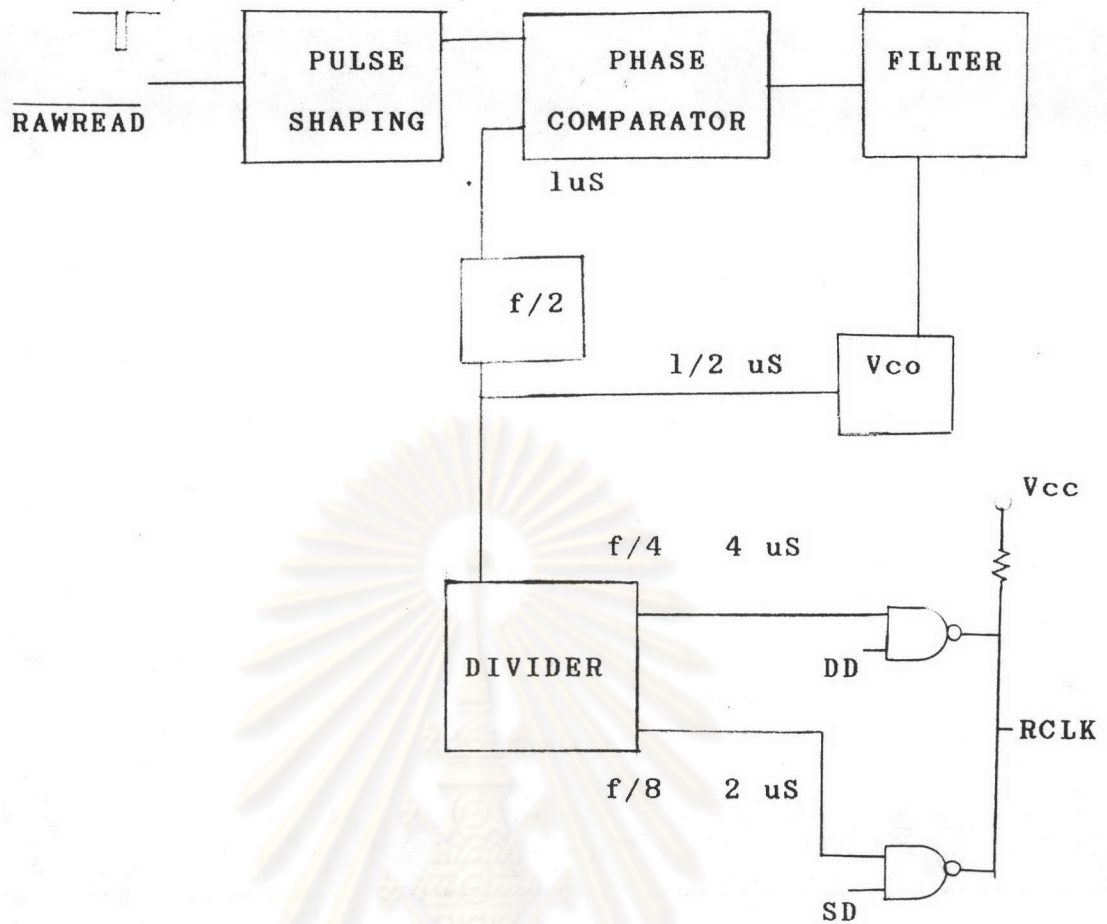 RAWREAD
PULSE
SHAPING
PHASE
COMPARATOR
FILTER
1uS
f/2
1/2 uS
Vco
Vcc
f/4 4 uS
DIVIDER
DD
RCLK
f/8 2 uS
SD